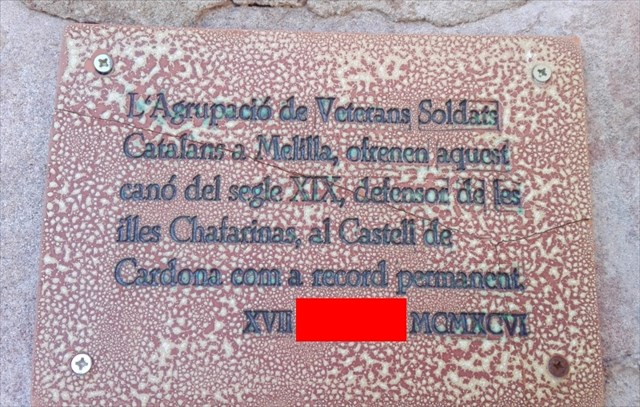 L'Agrupació de Veterans Soldats
Catalans a Melilla, ofrenen aquest
canó del segle XIX, defensor de les
illes Chafarinas, al Castell de
Cardona com a record permanent.
XVIII MCMXCVI